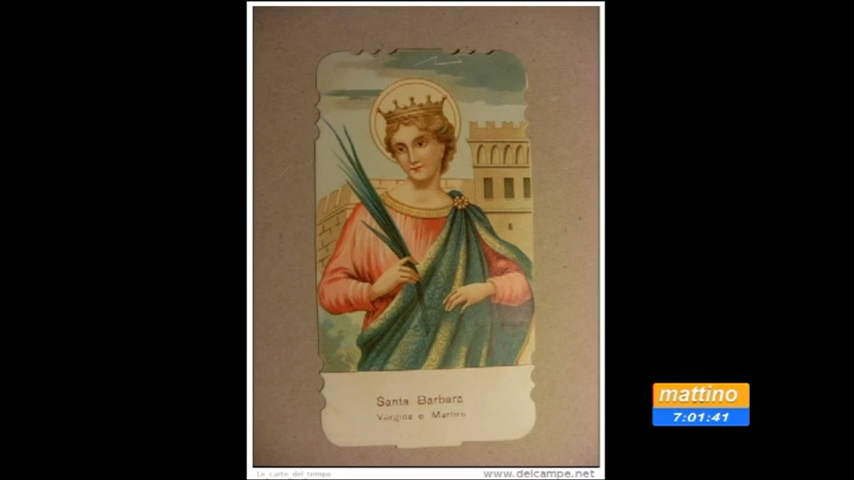 Santa Barbara
Vergine e Martire
mattino
7:01:41
Le carte del tempo
www.delcampe.net